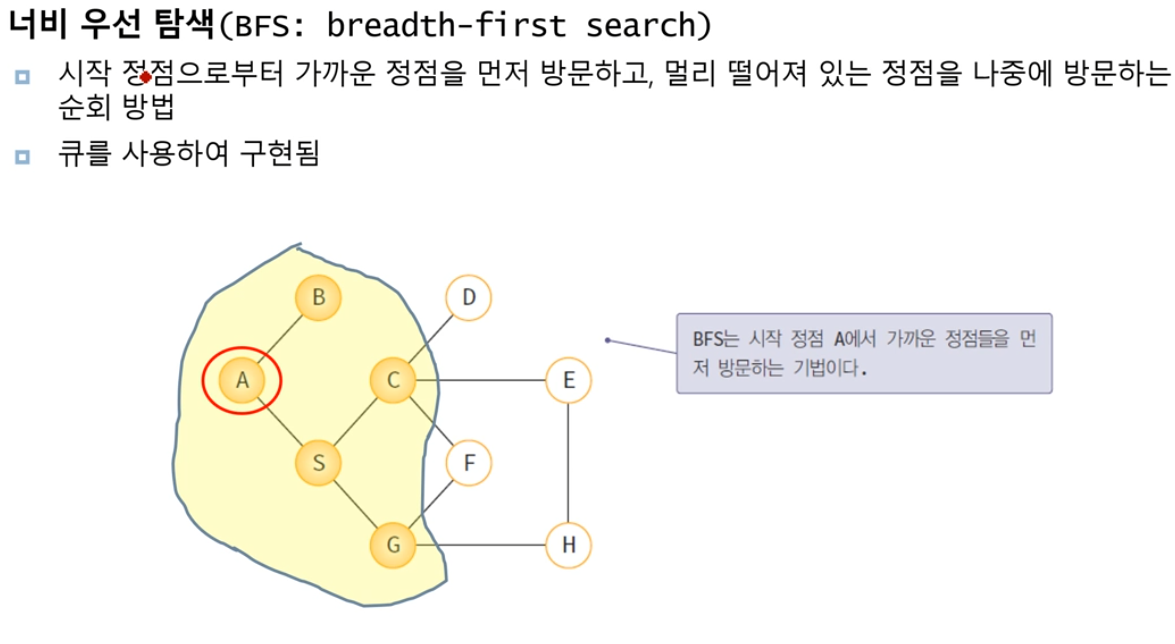 너비 우선 탐색(BFS: breadth-first search)
시작 정점으로부터 가까운 정점을 먼저 방문하고, 멀리 떨어져 있는 정점을 나중에 방문하는
순회 방법
큐를 사용하여 구현됨
B
D
BFS는 시작 정점 A에서 가까운 정점들을 먼
저 방문하는 기법이다.
A
C
E
S
F
G
H